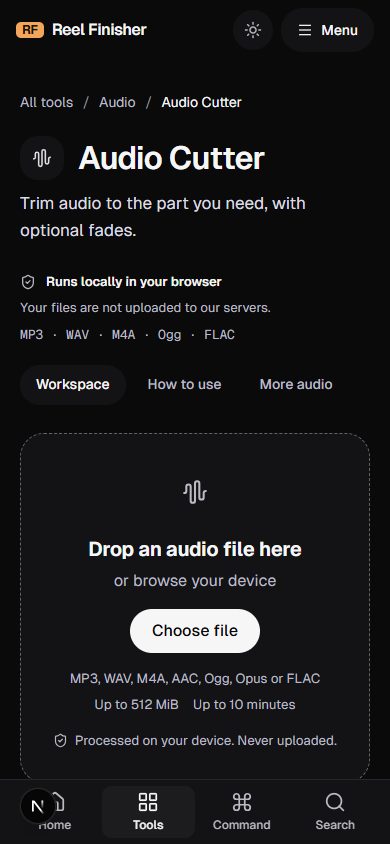 RF Reel Finisher
Menu
All tools / Audio / Audio Cutter
Audio Cutter
Trim audio to the part you need, with
optional fades.
Runs locally in your browser
Your files are not uploaded to our servers.
MP3 · WAV · M4A · Ogg · FLAC
Workspace How to use More audio
Drop an audio file here
or browse your device
Choose file
MP3, WAV, M4A, AAC, Ogg, Opus or FLAC
Up to 512 MiB Up to 10 minutes
Processed on your device. Never uploaded.
N
Home Tools Command Search